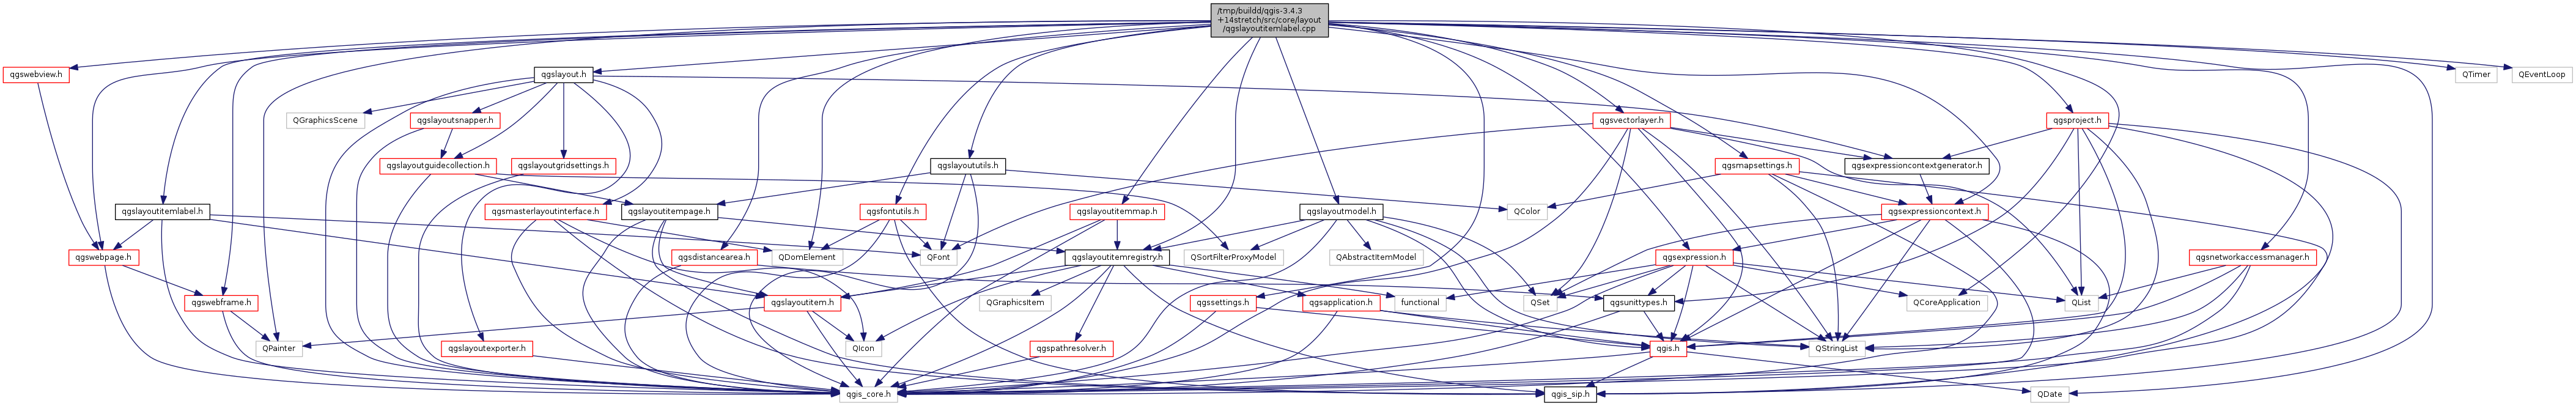 /tmp/buildd/qgis-3.4.3
+14stretch/src/core/layout
/qgslayoutitemlabel.cpp
qgswebview.h
qgslayout.h
QTimer
QEventLoop
QGraphicsScene
qgslayoutsnapper.h
qgsvectorlayer.h
qgsproject.h
qgslayoutguidecollection.h
qgslayoutgridsettings.h
qgslayoututils.h
qgsmapsettings.h
qgsexpressioncontextgenerator.h
qgslayoutitemlabel.h
qgsmasterlayoutinterface.h
qgslayoutitempage.h
qgsfontutils.h
qgslayoutitemmap.h
qgslayoutmodel.h
QColor
qgsexpressioncontext.h
qgswebpage.h
qgsdistancearea.h
QDomElement
QFont
qgslayoutitemregistry.h
QSortFilterProxyModel
QAbstractItemModel
qgsexpression.h
qgsnetworkaccessmanager.h
qgswebframe.h
qgslayoutitem.h
QGraphicsItem
qgssettings.h
qgsapplication.h
functional
QSet
qgsunittypes.h
QCoreApplication
QList
QPainter
qgslayoutexporter.h
QIcon
qgspathresolver.h
qgis.h
QStringList
qgis_core.h
qgis_sip.h
QDate